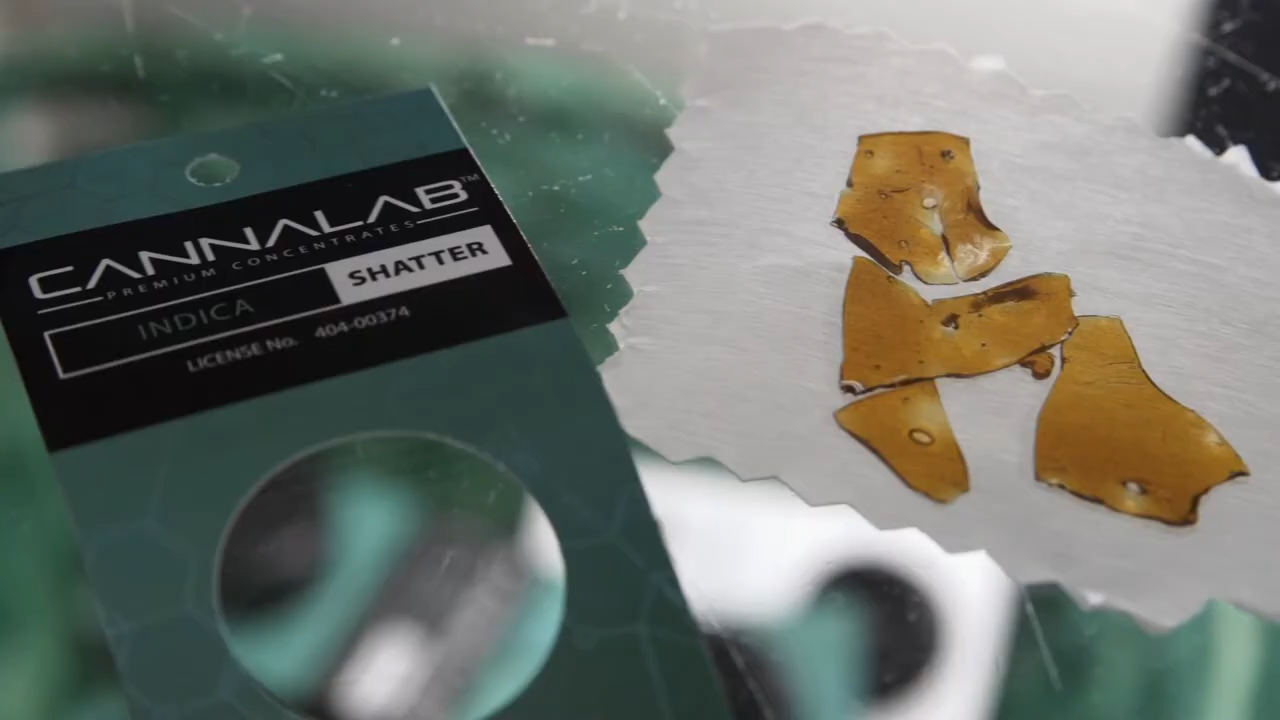 CANNALAB™
PREMIUM CONCENTRATES
INDICA SHATTER
LICENSE No. 404-00374